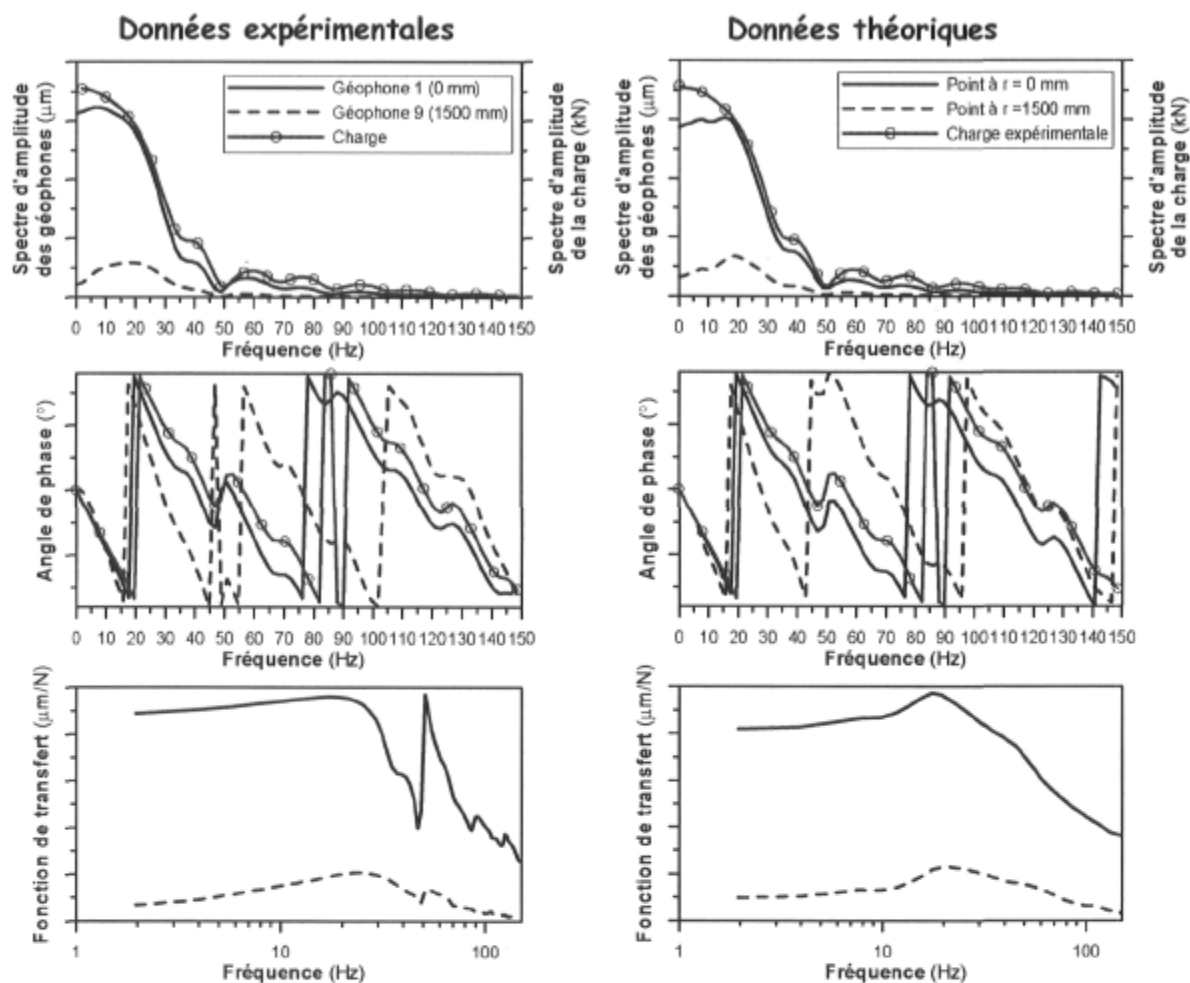 Données expérimentales
Données théoriques
Spectre d'amplitude
des géophones (µm)
Géophone 1 (0 mm)
Géophone 9 (1500 mm)
Charge
Spectre d'amplitude
de la charge (kN)
0 10 20 30 40 50 60 70 80 90 100 110 120 130 140 150
Fréquence (Hz)
Spectre d'amplitude
des géophones (µm)
Point à r = 0 mm
Point à r =1500 mm
Charge expérimentale
Spectre d'amplitude
de la charge (kN)
0 10 20 30 40 50 60 70 80 90 100 110 120 130 140 150
Fréquence (Hz)
Angle de phase (°)
0 10 20 30 40 50 60 70 80 90 100 110 120 130 140 150
Fréquence (Hz)
Angle de phase (°)
0 10 20 30 40 50 60 70 80 90 100 110 120 130 140 150
Fréquence (Hz)
Fonction de transfert (µm/N)
1 10 100
Fréquence (Hz)
Fonction de transfert (µm/N)
1 10 100
Fréquence (Hz)